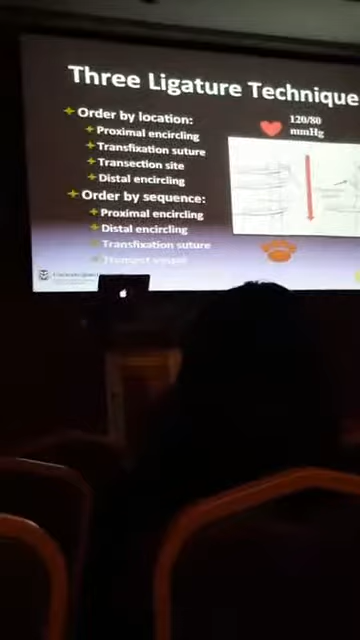 Three Ligature Technique
Order by location:
Proximal encircling
Transfixation suture
Transection site
Distal encircling
Order by sequence:
Proximal encircling
Distal encircling
Transfixation suture
120/80
mmHg